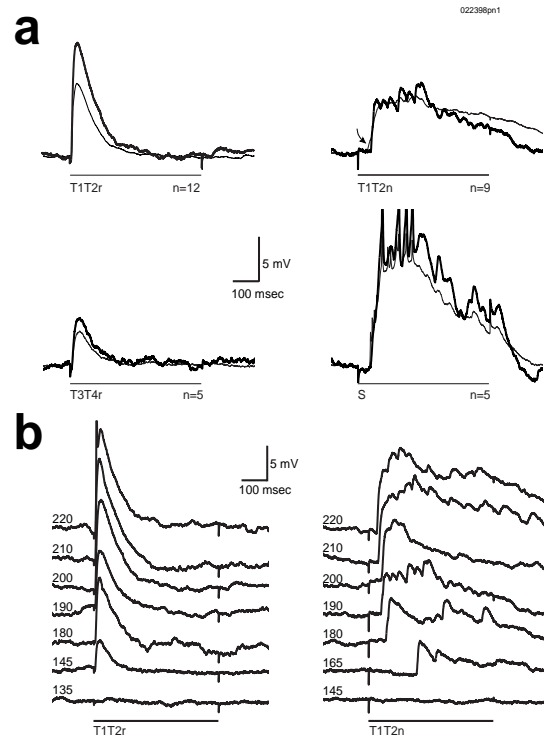 022398pn1
a
T1T2r n=12
T1T2n n=9
5 mV
100 msec
T3T4r n=5
S n=5
b
5 mV
100 msec
220
210
200
190
180
145
135
T1T2r
220
210
200
190
180
165
145
T1T2n